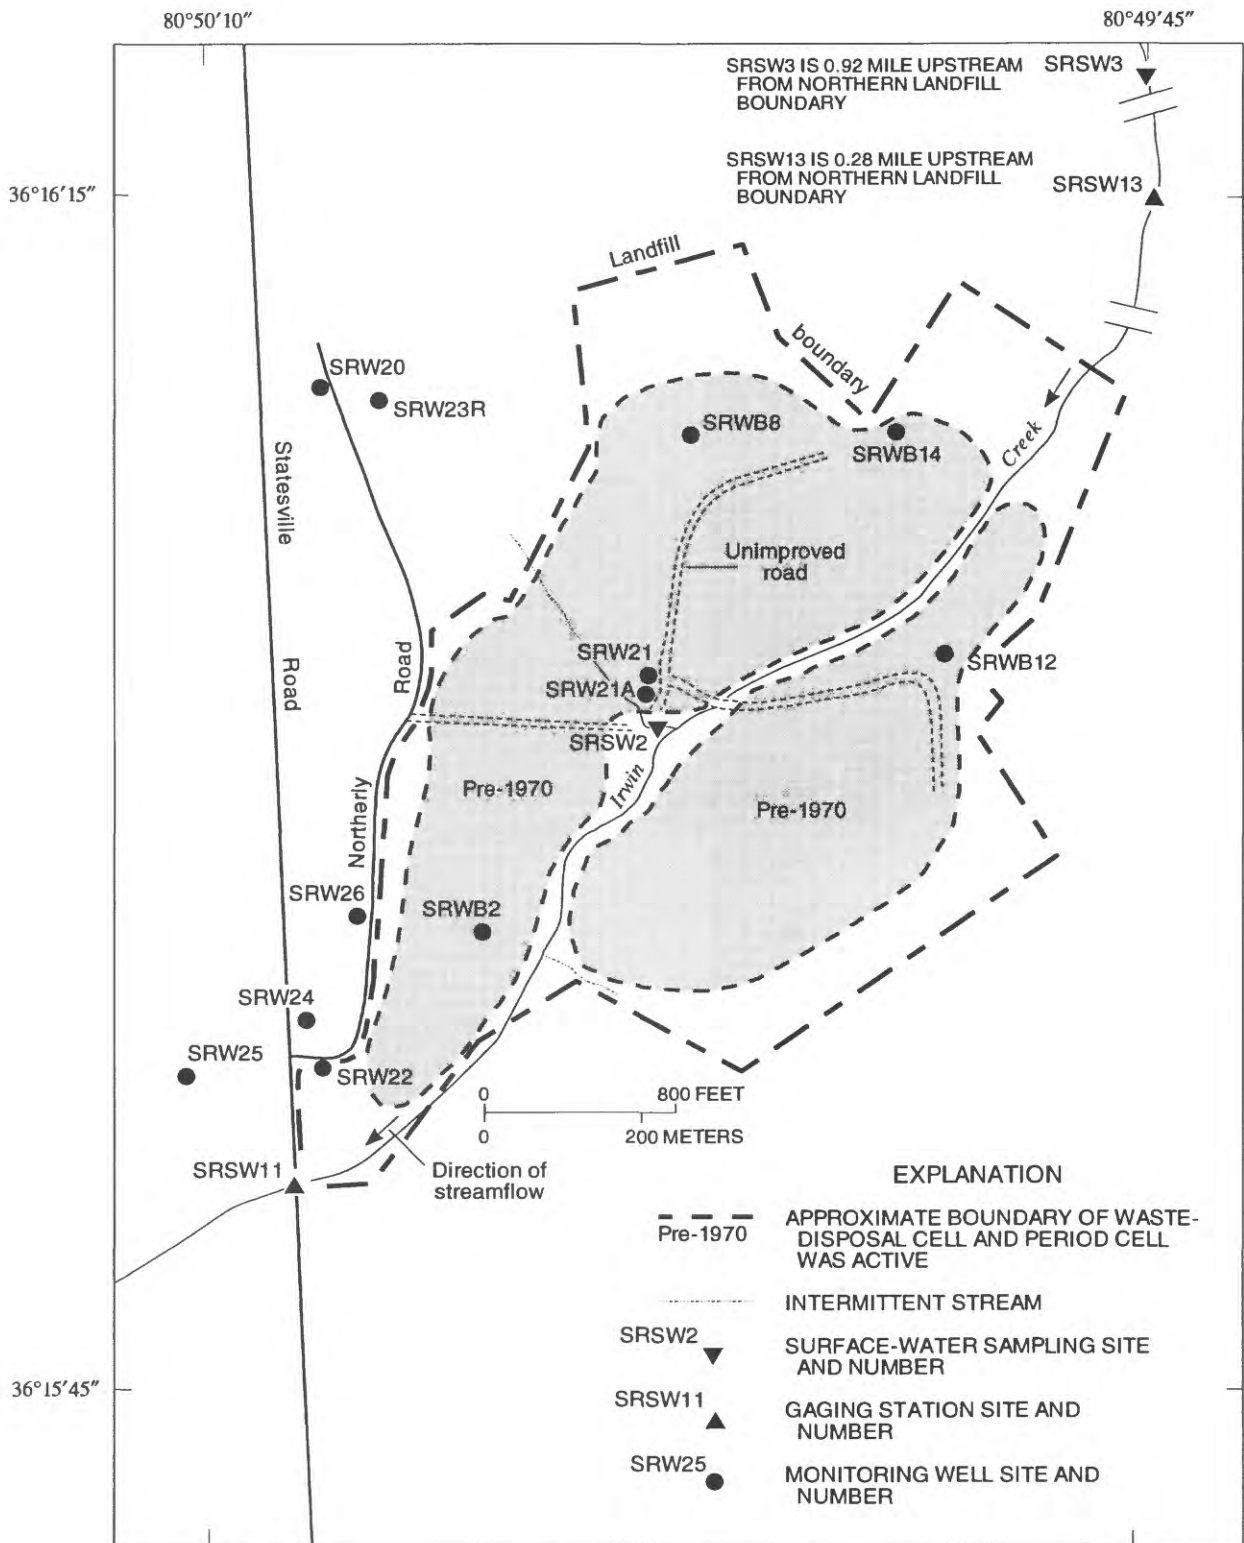 80°50'10"
80°49'45"
SRSW3 IS 0.92 MILE UPSTREAM
FROM NORTHERN LANDFILL
BOUNDARY
SRSW3
SRSW13 IS 0.28 MILE UPSTREAM
FROM NORTHERN LANDFILL
BOUNDARY
SRSW13
36°16'15"
Landfill
boundary
SRW20
SRW23R
SRWB8
SRWB14
Creek
Statesville
Road
Unimproved
road
Road
SRW21
SRW21A
SRWB12
SRSW2
Irwin
Pre-1970
Pre-1970
Northerly
SRW26
SRWB2
SRW24
SRW25
SRW22
0
800 FEET
0
200 METERS
SRSW11
Direction of
streamflow
EXPLANATION
Pre-1970
APPROXIMATE BOUNDARY OF WASTE-
DISPOSAL CELL AND PERIOD CELL
WAS ACTIVE
INTERMITTENT STREAM
SRSW2
SURFACE-WATER SAMPLING SITE
AND NUMBER
36°15'45"
SRSW11
GAGING STATION SITE AND
NUMBER
SRW25
MONITORING WELL SITE AND
NUMBER